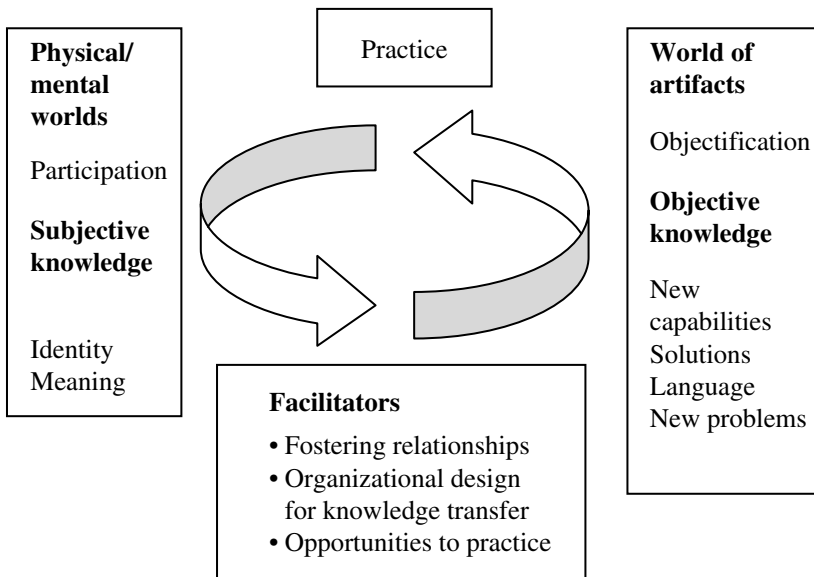 Physical/
mental
worlds
Participation
Subjective
knowledge
Identity
Meaning
Practice
World of
artifacts
Objectification
Objective
knowledge
New
capabilities
Solutions
Language
New problems
Facilitators
• Fostering relationships
• Organizational design
for knowledge transfer
• Opportunities to practice